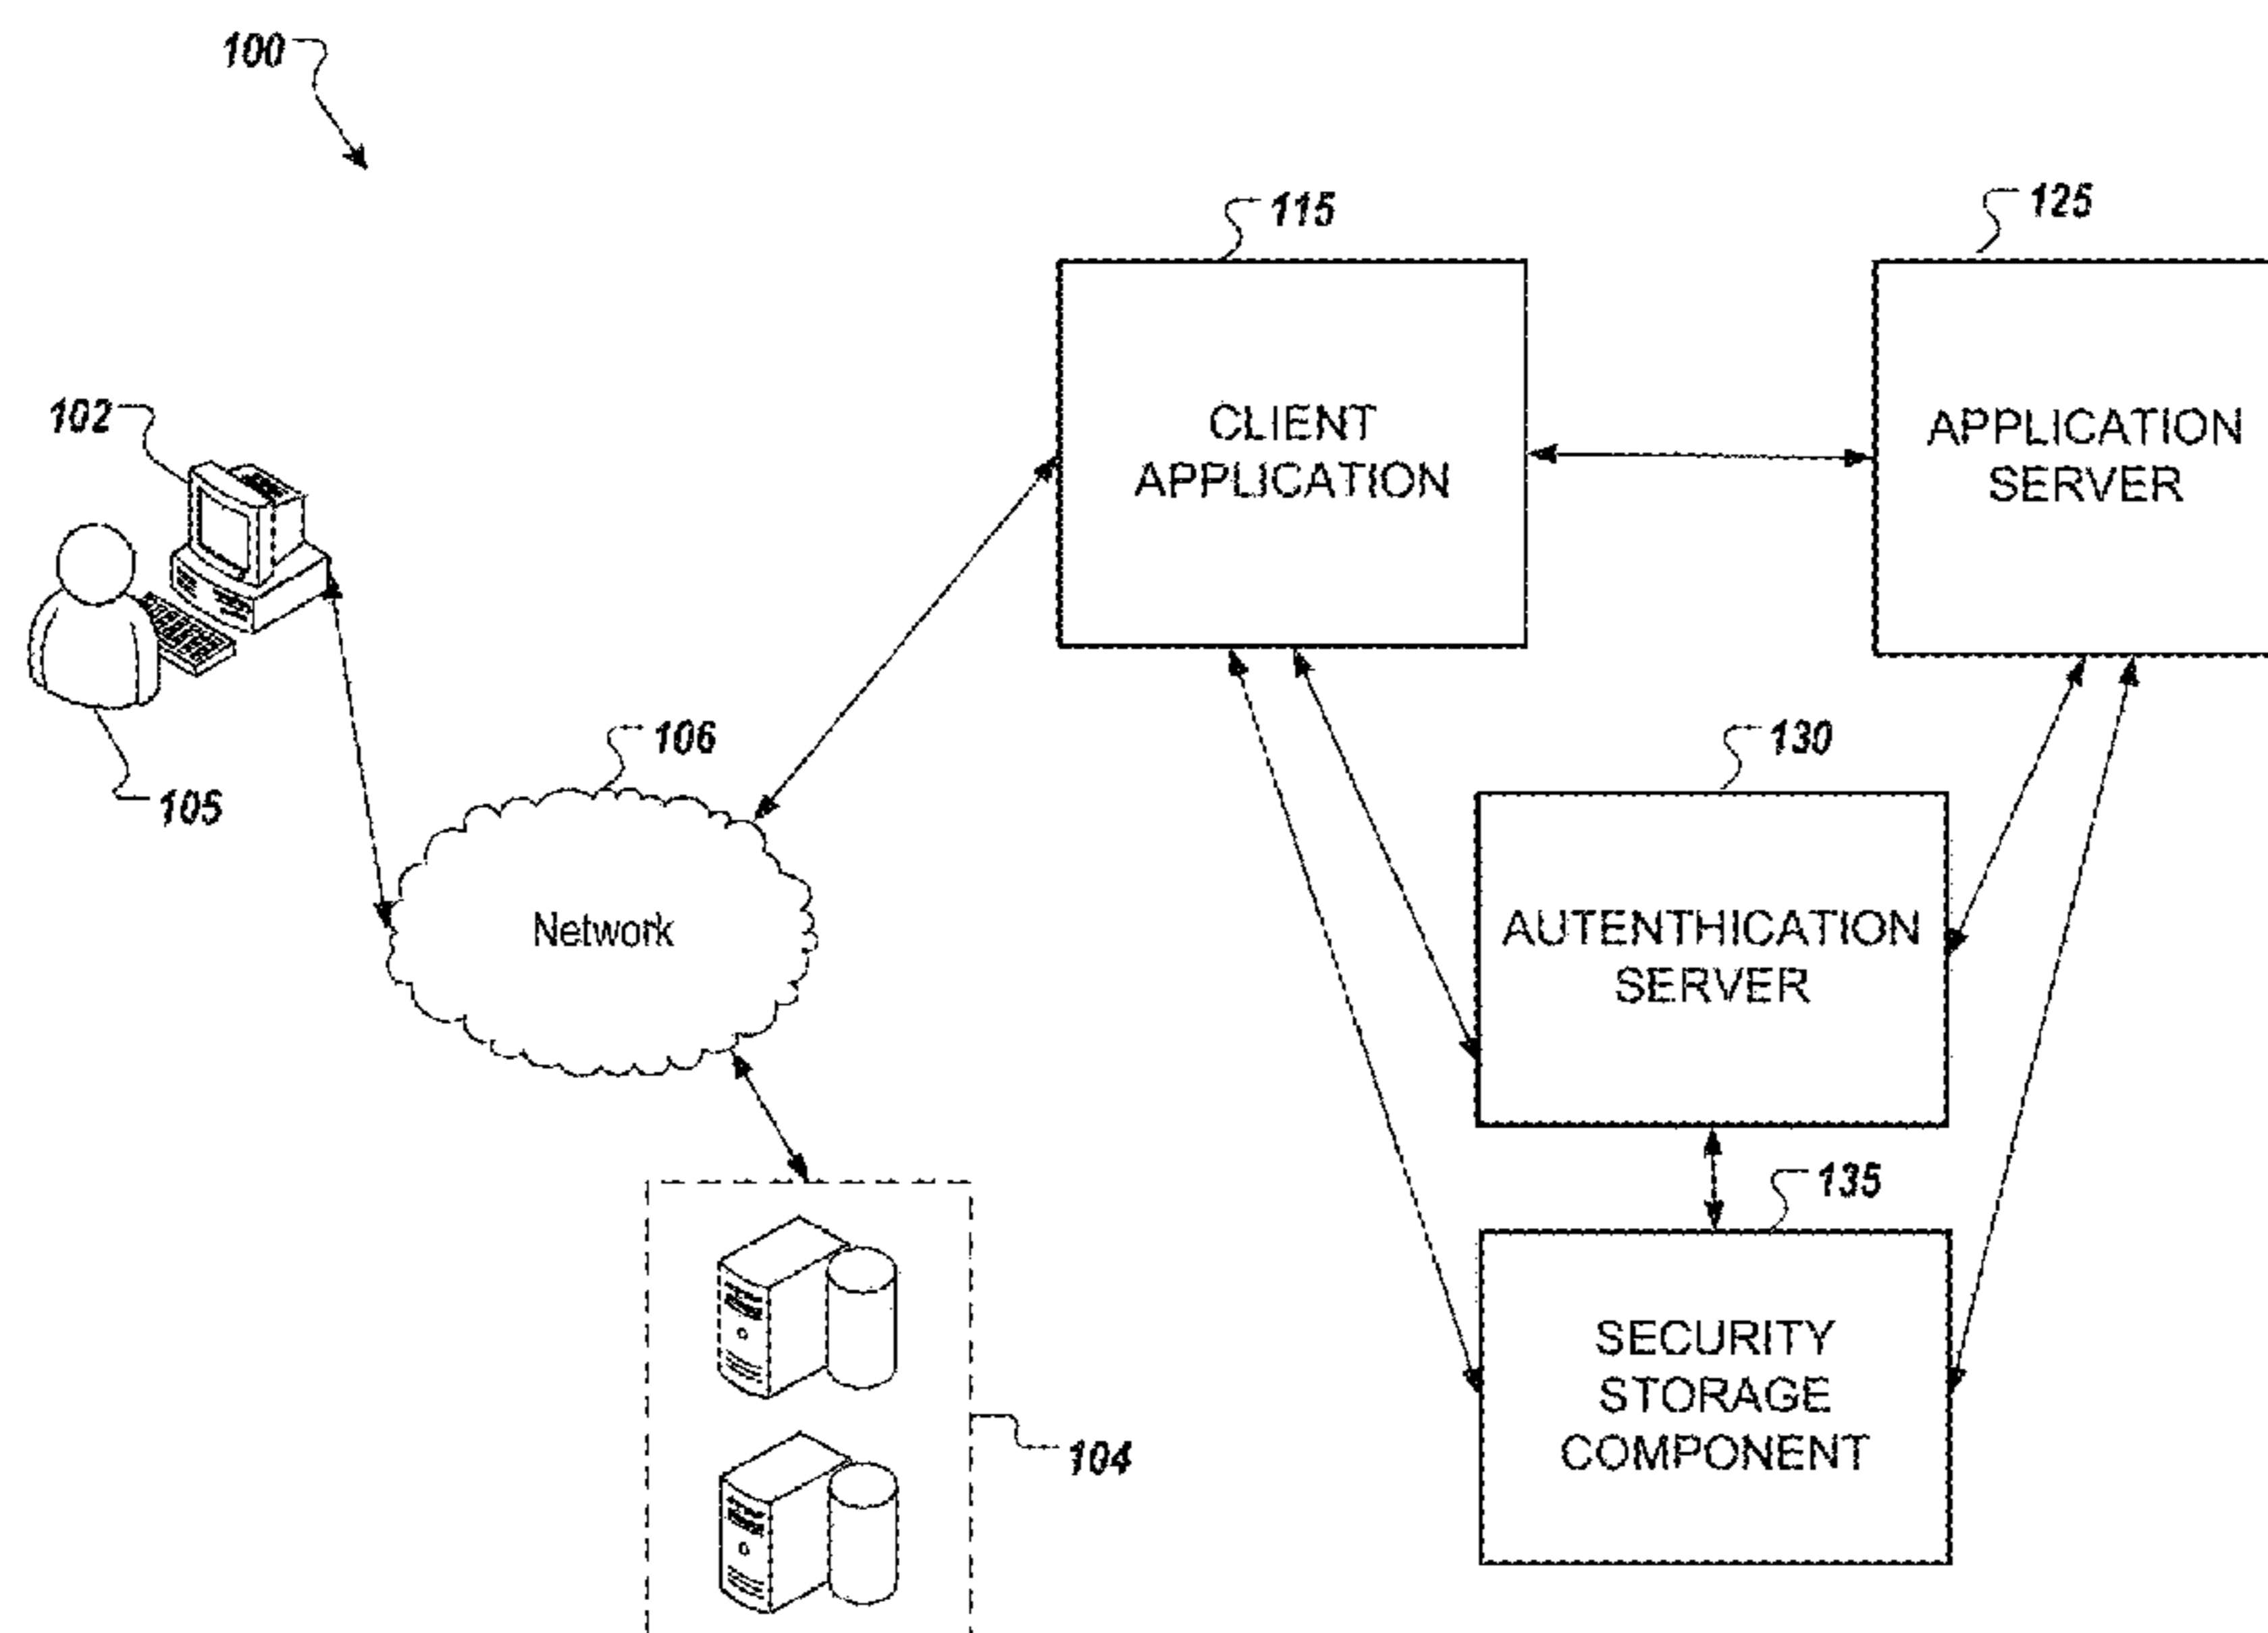 100
115
125
102
CLIENT
APPLICATION
APPLICATION
SERVER
106
130
105
Network
AUTENTHICATION
SERVER
135
SECURITY
STORAGE
COMPONENT
104